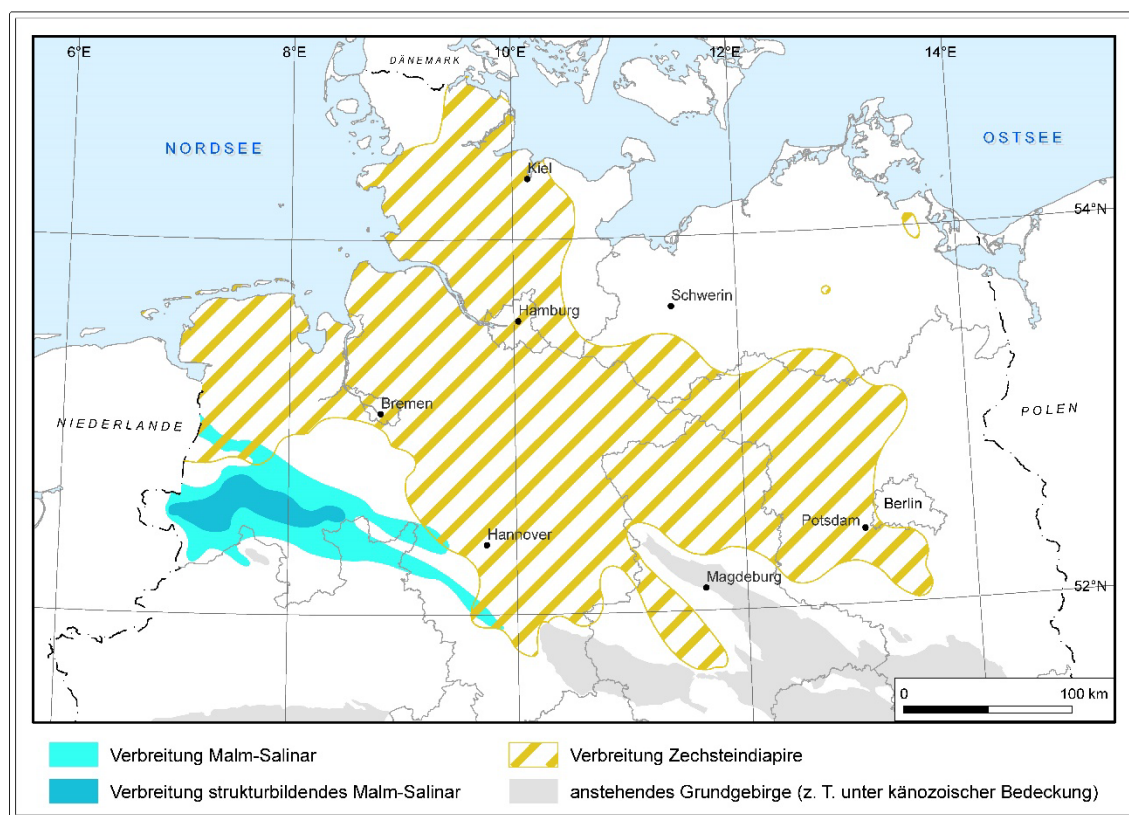 6°E 8°E 10°E 12°E 14°E
DÄNEMARK
NORDSEE
OSTSEE
Kiel
54°N
Schwerin
Hamburg
Bremen
NIEDERLANDE
POLEN
Berlin
Potsdam
Hannover
Magdeburg
52°N
0 100 km
Verbreitung Malm-Salinar
Verbreitung Zechsteindiapire
Verbreitung strukturbildendes Malm-Salinar
anstehendes Grundgebirge (z. T. unter känozoischer Bedeckung)